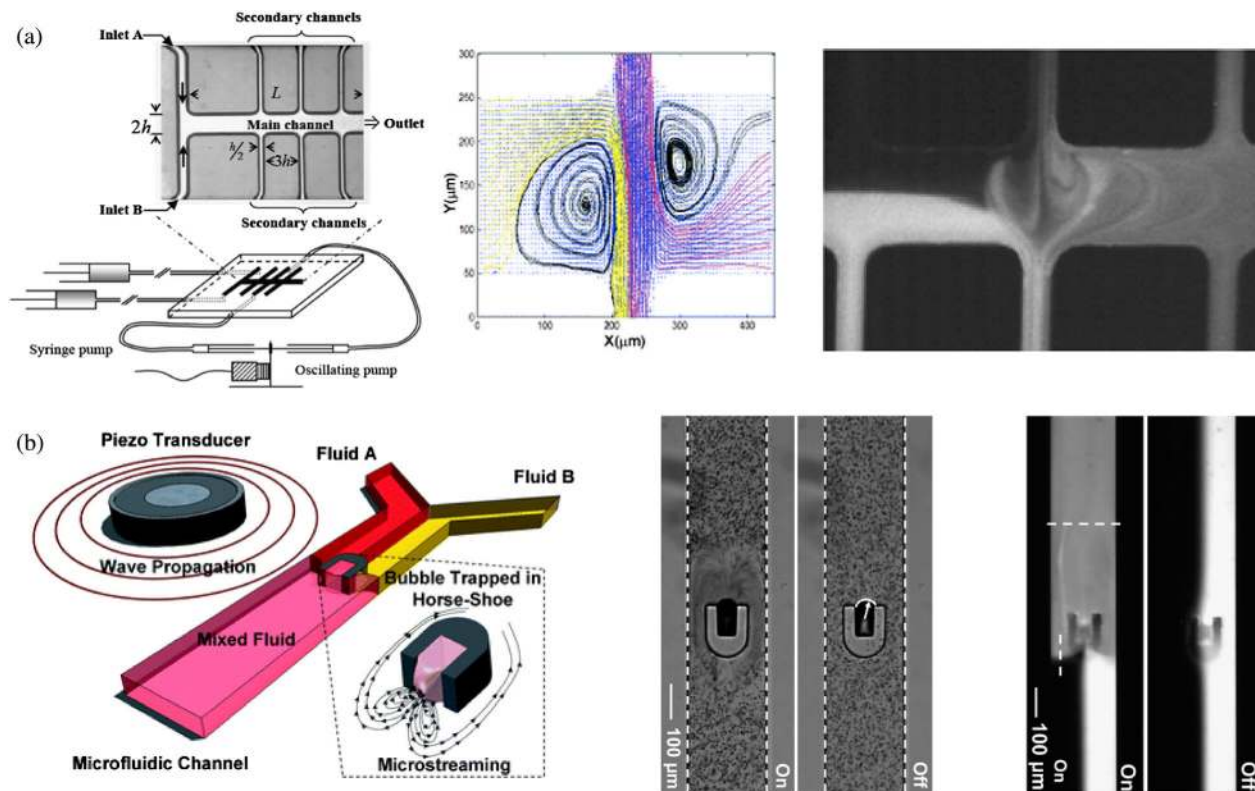 (a)
Secondary channels
Inlet A
L
2h
Main channel
Outlet
h/2
3h
Inlet B
Secondary channels
Syringe pump
Oscillating pump
300
250
200
150
100
50
0
Y(μm)
0
100
200
300
400
X(μm)
(b)
Piezo Transducer
Wave Propagation
Fluid A
Fluid B
Bubble Trapped in
Horse-Shoe
Mixed Fluid
Microfluidic Channel
Microstreaming
100 μm
On
Off
100 μm
On
On
Off